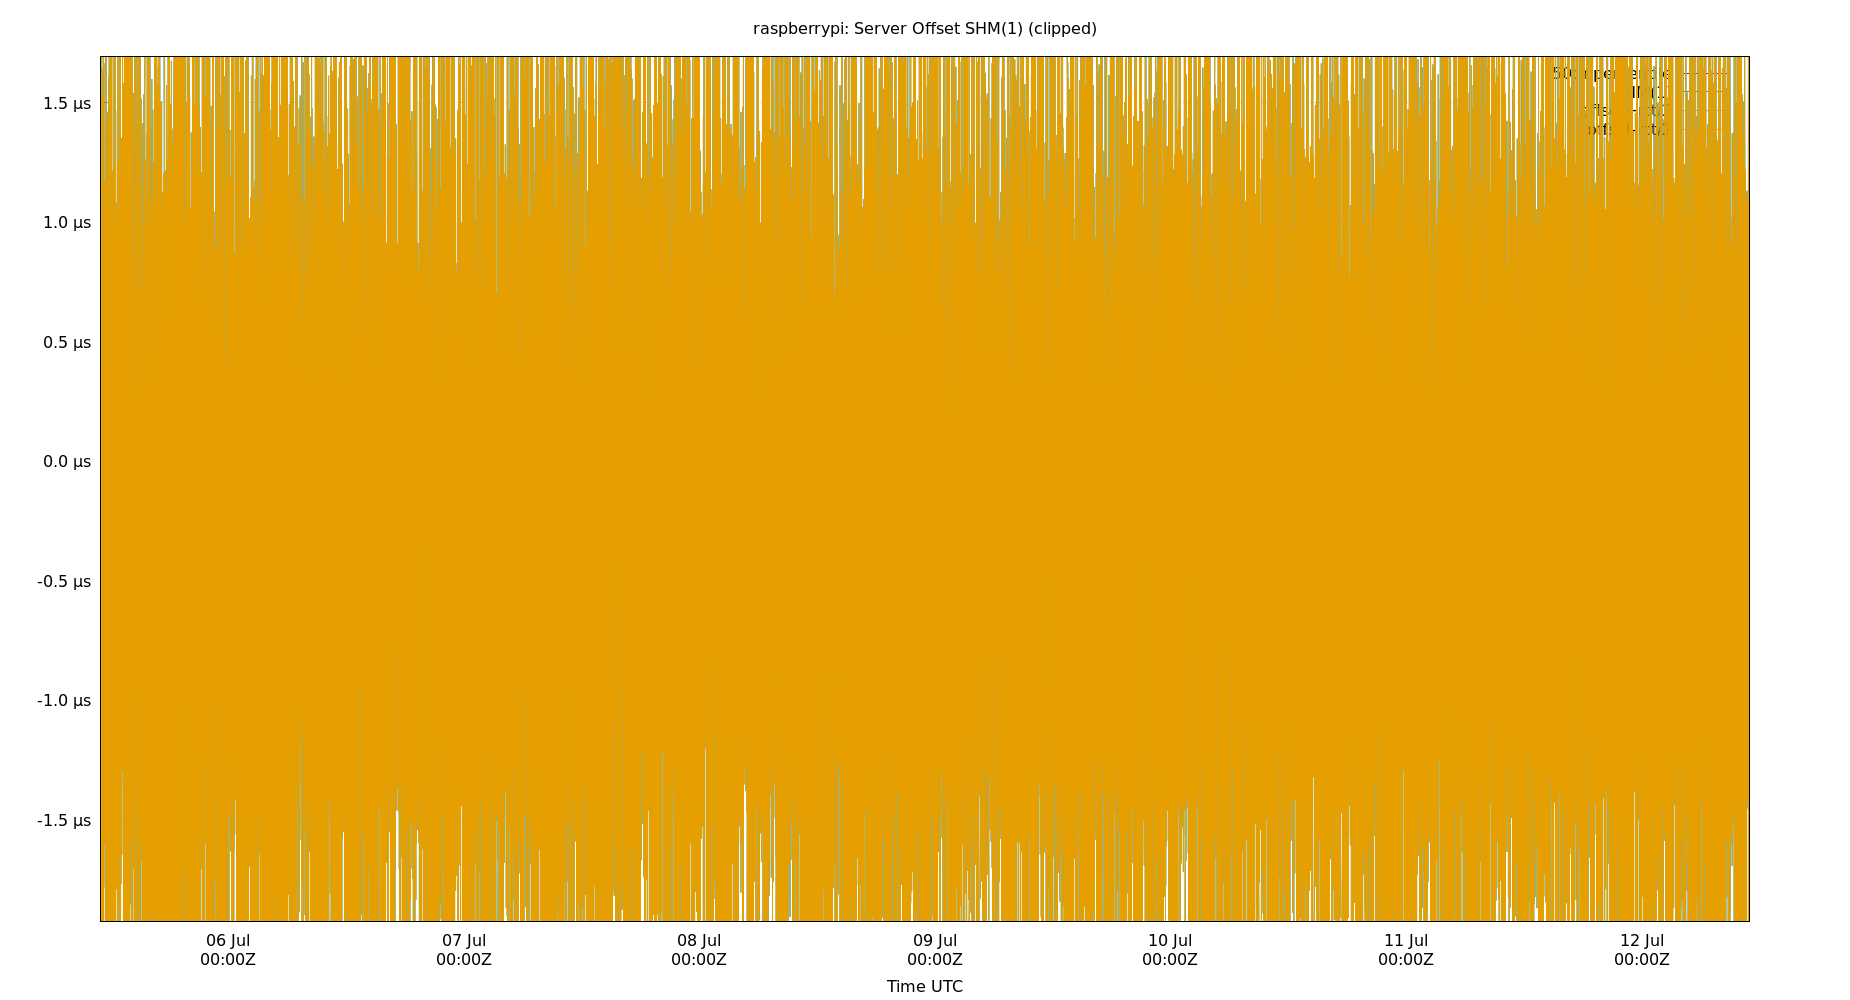 raspberrypi: Server Offset SHM(1) (clipped)
1.5 µs
1.0 µs
0.5 µs
0.0 µs
-0.5 µs
-1.0 µs
-1.5 µs
06 Jul 07 Jul 08 Jul 09 Jul 10 Jul 11 Jul 12 Jul
00:00Z 00:00Z 00:00Z 00:00Z 00:00Z 00:00Z 00:00Z
Time UTC